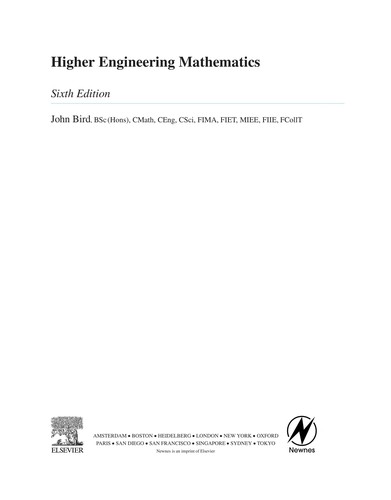 Higher Engineering Mathematics
Sixth Edition
John Bird, BSc (Hons), CMath, CEng, CSci, FIMA, FIET, MIEE, FIIE, FCollT
AMSTERDAM • BOSTON • HEIDELBERG • LONDON • NEW YORK • OXFORD
PARIS • SAN DIEGO • SAN FRANCISCO • SINGAPORE • SYDNEY • TOKYO
Newnes is an imprint of Elsevier
ELSEVIER
Newnes